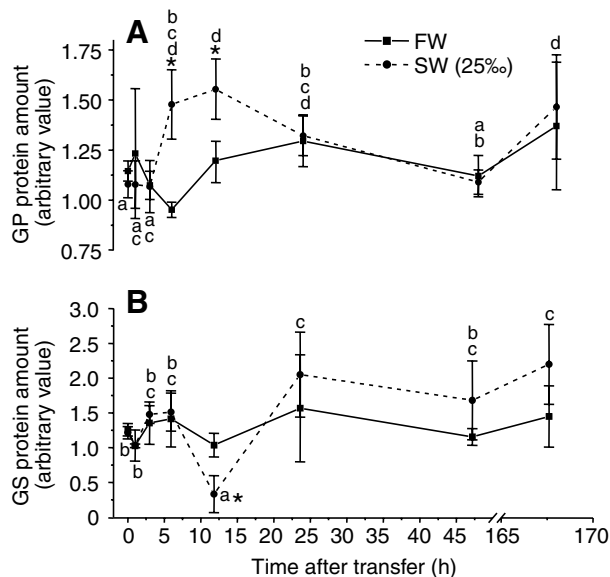 A
b
c
d
*
d
*
FW
SW (25‰)
b
c
d
a
b
d
1.75
1.50
1.25
1.00
0.75
GP protein amount
(arbitrary value)
a
a
c
a
c
B
3.0
2.5
2.0
1.5
1.0
0.5
0
GS protein amount
(arbitrary value)
b
b
b
c
b
c
a *
c
b
c
c
0 5 10 15 20 25 30 35 40 45 165 170
Time after transfer (h)